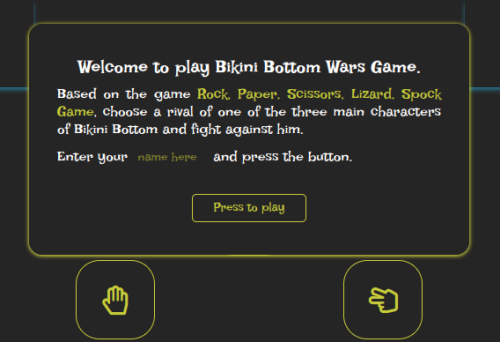 Welcome to play Bikini Bottom Wars Game.
Based on the game Rock, Paper, Scissors, Lizard, Spock
Game, choose a rival of one of the three main characters
of Bikini Bottom and fight against him.
Enter your name here and press the button.
Press to play